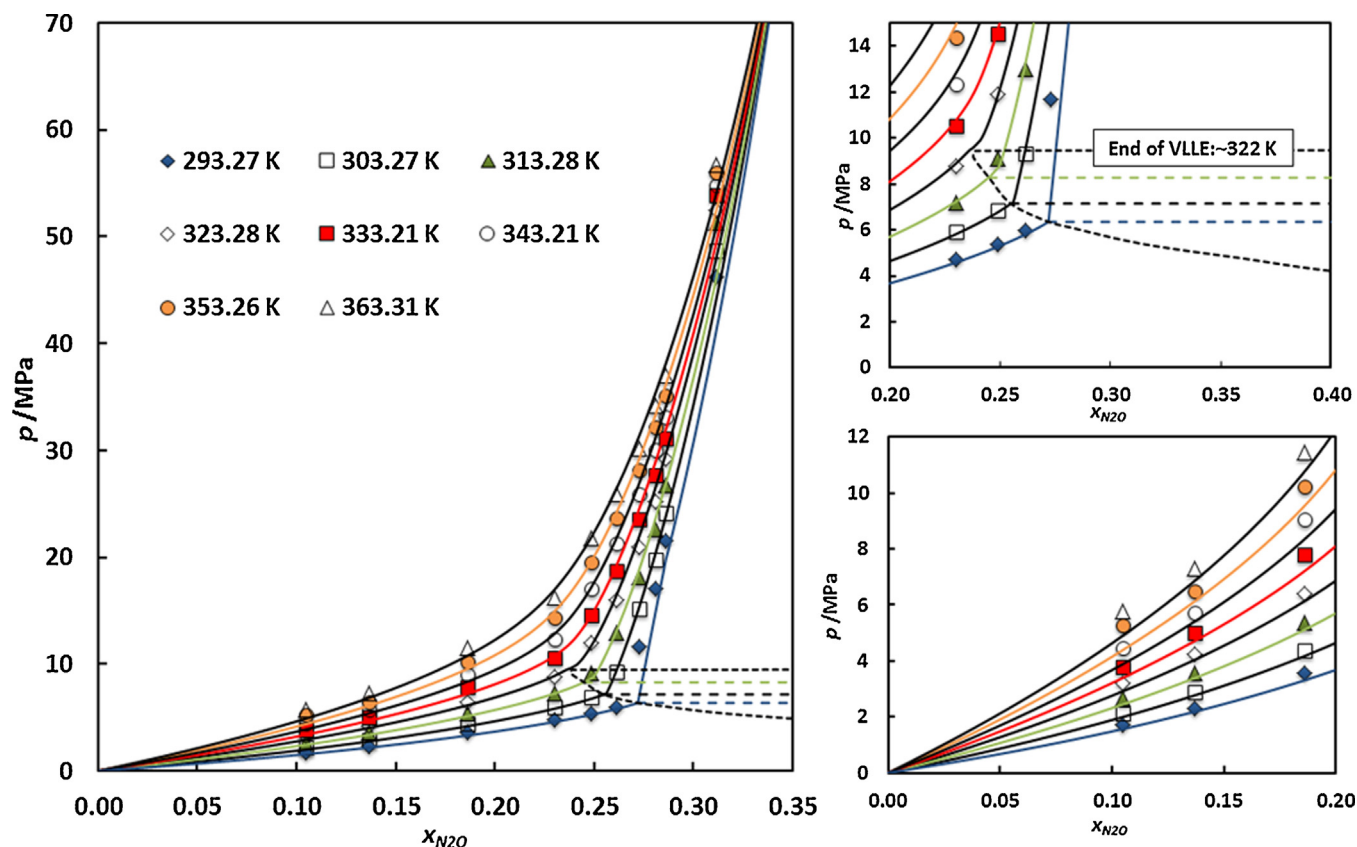 70
60
50
40
30
20
10
0
p /MPa
293.27 K
303.27 K
313.28 K
323.28 K
333.21 K
343.21 K
353.26 K
363.31 K
0.00 0.05 0.10 0.15 0.20 0.25 0.30 0.35
xN2O
14
12
10
8
6
4
2
0
p /MPa
End of VLLE:~322 K
0.20 0.25 0.30 0.35 0.40
xN2O
12
10
8
6
4
2
0
p /MPa
0.00 0.05 0.10 0.15 0.20
xN2O